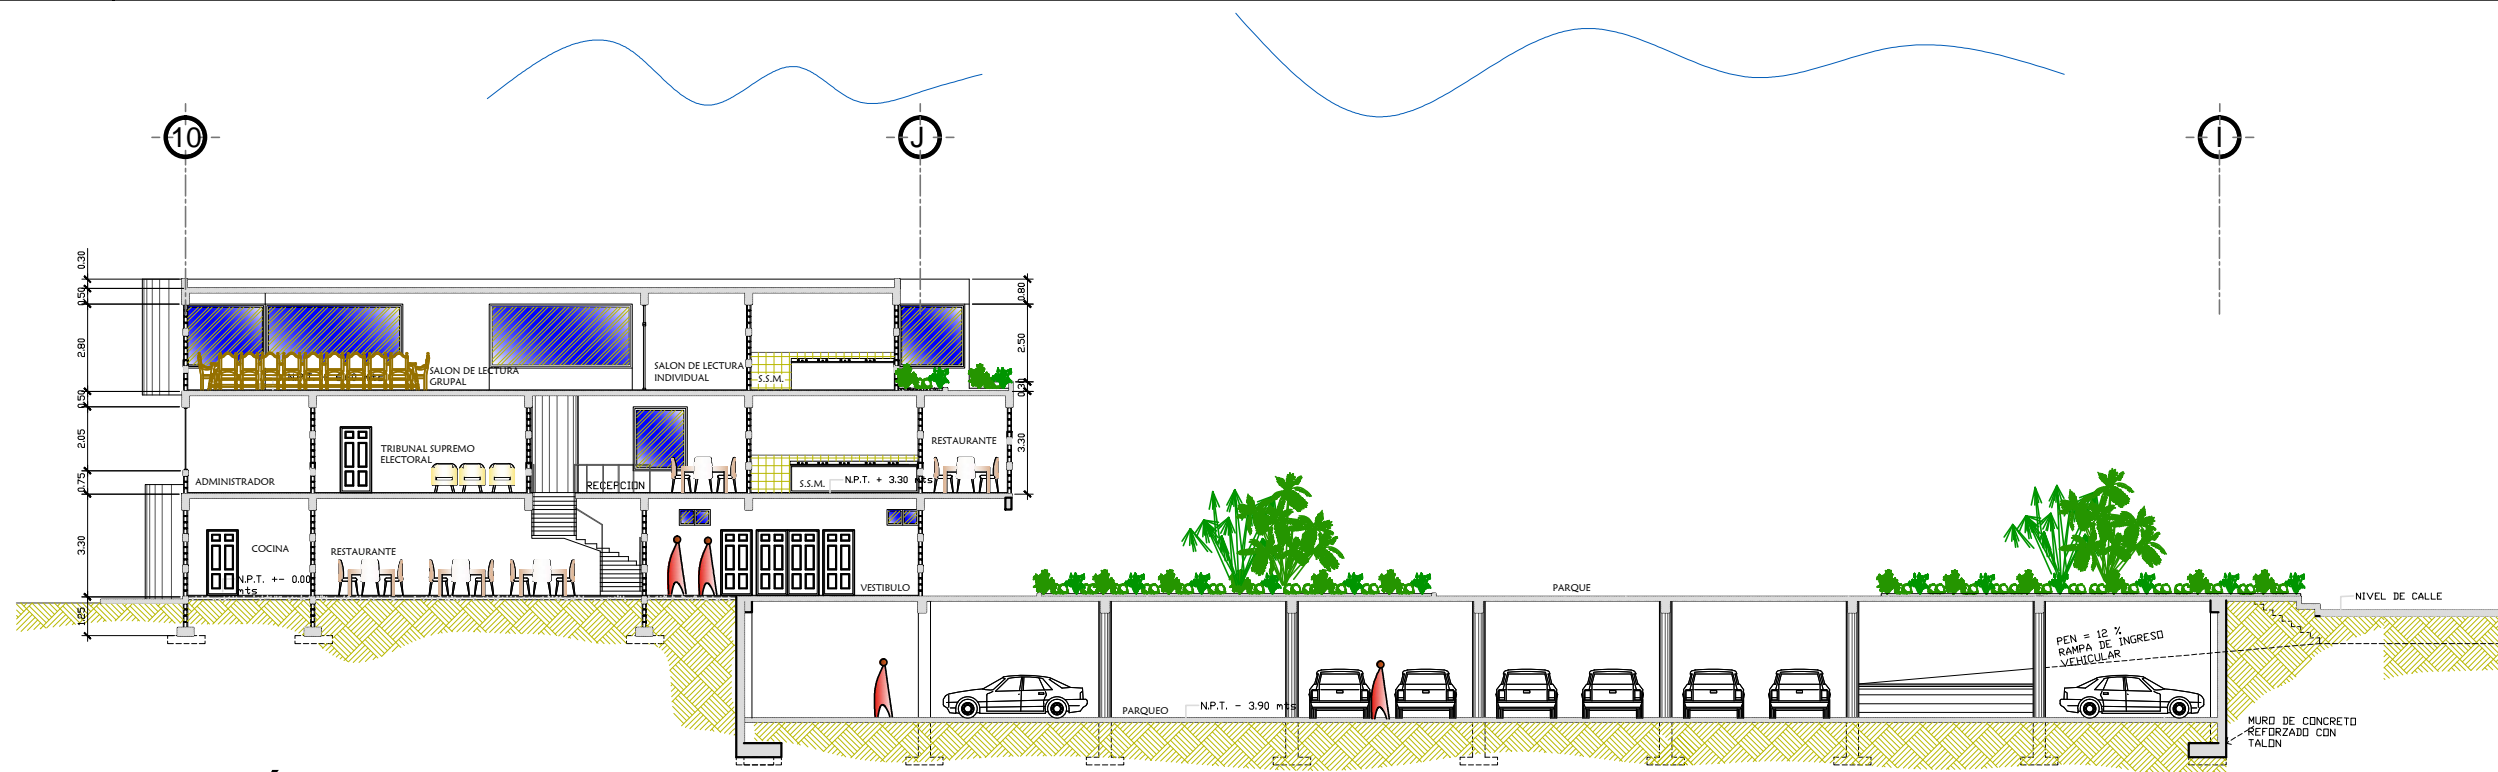 10
J
I
0.30
0.50
2.80
0.50
2.05
0.75
3.30
1.25
0.80
2.50
0.30
3.30
SALON DE LECTURA
GRUPAL
SALON DE LECTURA
INDIVIDUAL
S.S.M.
ADMINISTRADOR
TRIBUNAL SUPREMO
ELECTORAL
RECEPCION
S.S.M.
N.P.T. + 3.30 mts
RESTAURANTE
COCINA
N.P.T. +- 0.00
mts
RESTAURANTE
VESTIBULO
PARQUE
NIVEL DE CALLE
PEN = 12 %
RAMPA DE INGRESO
VEHICULAR
PARQUEO
N.P.T. - 3.90 mts
MURO DE CONCRETO
REFORZADO CON
TALON